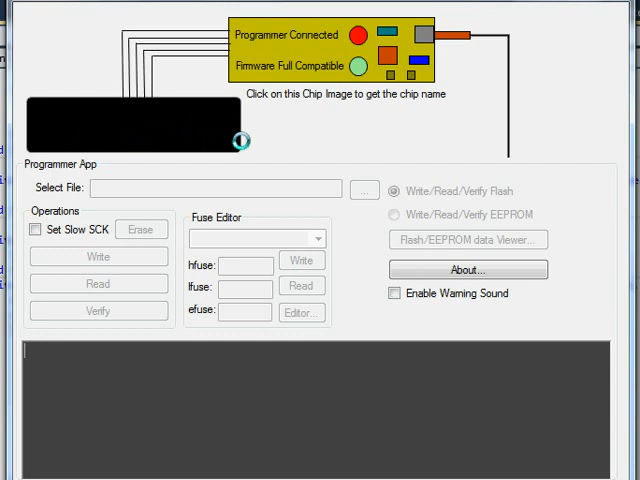 Programmer Connected
Firmware Full Compatible
Click on this Chip Image to get the chip name
Programmer App
Select File:
...
Write/Read/Verify Flash
Write/Read/Verify EEPROM
Flash/EEPROM data Viewer...
About...
Enable Warning Sound
Operations
Set Slow SCK
Erase
Write
Read
Verify
Fuse Editor
hfuse:
Write
lfuse:
Read
efuse:
Editor...